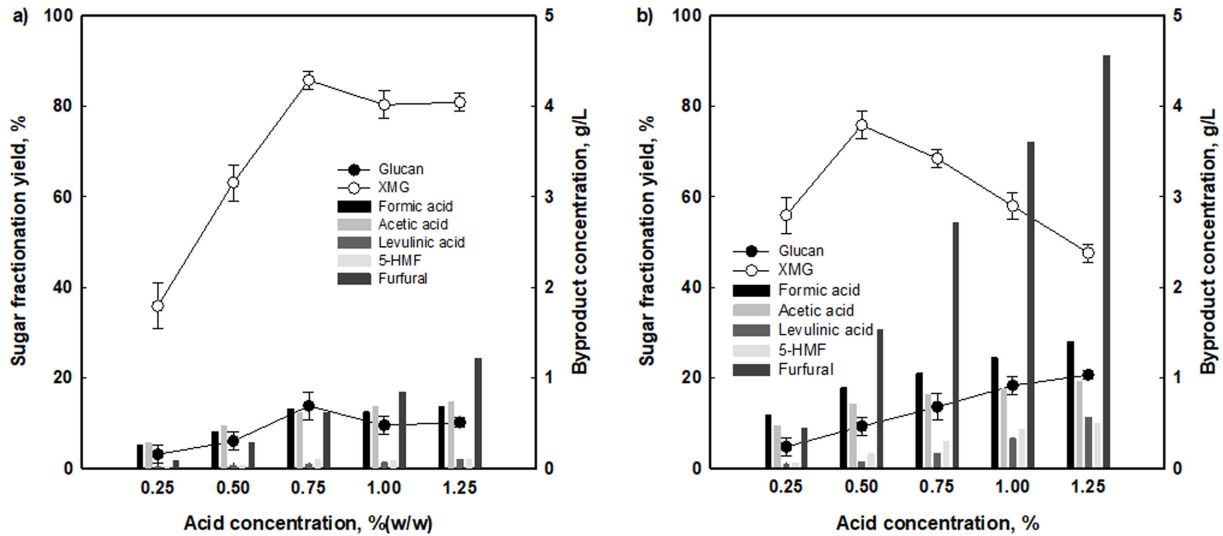 a)
Sugar fractionation yield, %
100
80
60
40
20
0
Glucan
XMG
Formic acid
Acetic acid
Levulinic acid
5-HMF
Furfural
5
4
3
2
1
0
Byproduct concentration, g/L
0.25 0.50 0.75 1.00 1.25
Acid concentration, %(w/w)
b)
Sugar fractionation yield, %
100
80
60
40
20
0
Glucan
XMG
Formic acid
Acetic acid
Levulinic acid
5-HMF
Furfural
5
4
3
2
1
0
Byproduct concentration, g/L
0.25 0.50 0.75 1.00 1.25
Acid concentration, %